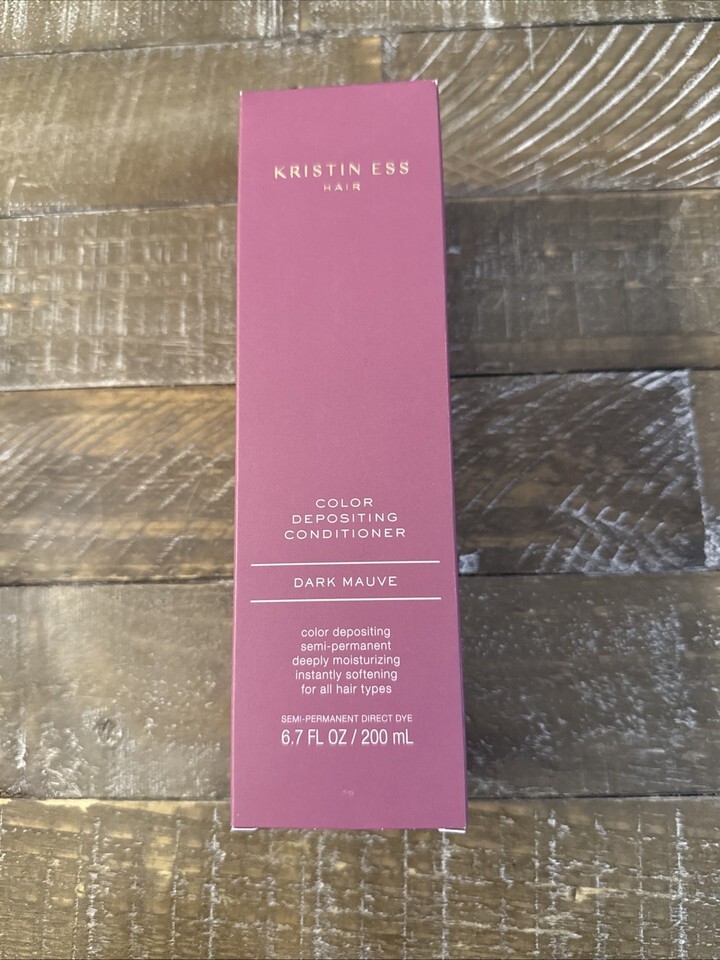 KRISTIN ESS
HAIR
COLOR
DEPOSITING
CONDITIONER
DARK MAUVE
color depositing
semi-permanent
deeply moisturizing
instantly softening
for all hair types
SEMI-PERMANENT DIRECT DYE
6.7 FL OZ / 200 mL